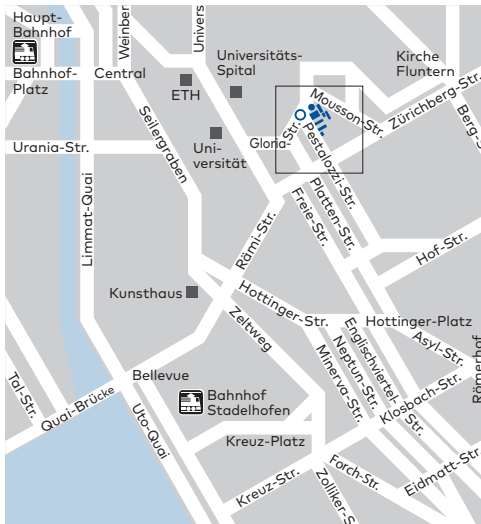 Haupt-
Bahnhof
Bahnhof-
Platz
Central
Weinber
Univers
Universitäts-
Spital
Kirche
Fluntern
ETH
Mousson-Str.
Zürichberg-Str.
Berg-S
Seilergraben
Uni-
versität
Gloria-
Str.
Pestalozzi-Str.
Platten-Str.
Freie-Str.
Urania-Str.
Limmat-Quai
Rämi-Str.
Hof-Str.
Kunsthaus
Hottinger-Str.
Hottinger-Platz
Zeltweg
Englischviertel-Str.
Neptun-Str.
Minerva-Str.
Asyl-Str.
Römerhof
Klosbach-Str.
Tal-Str.
Quai-Brücke
Bellevue
Bahnhof
Stadelhofen
Uto-Quai
Kreuz-Platz
Kreuz-Str.
Forch-Str.
Zolliker-S
Eidmatt-Str.